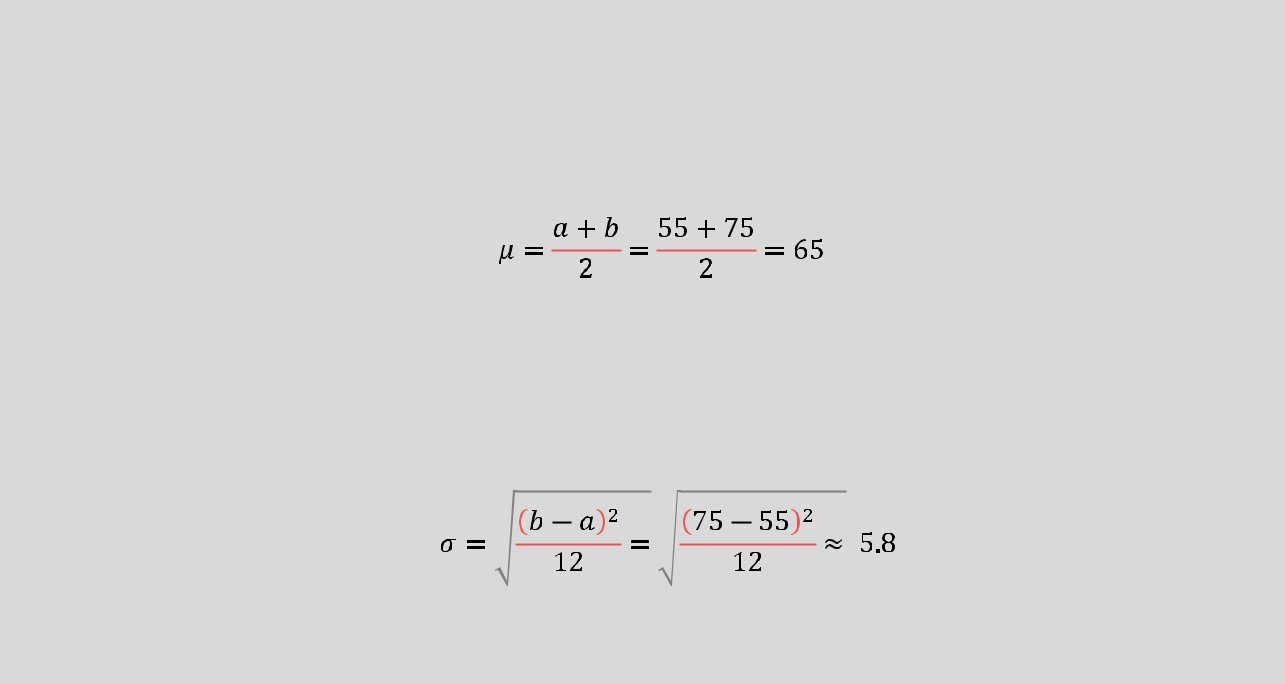 μ = (a + b)/2 = (55 + 75)/2 = 65
σ = √((b − a)²/12) = √((75 − 55)²/12) ≈ 5.8